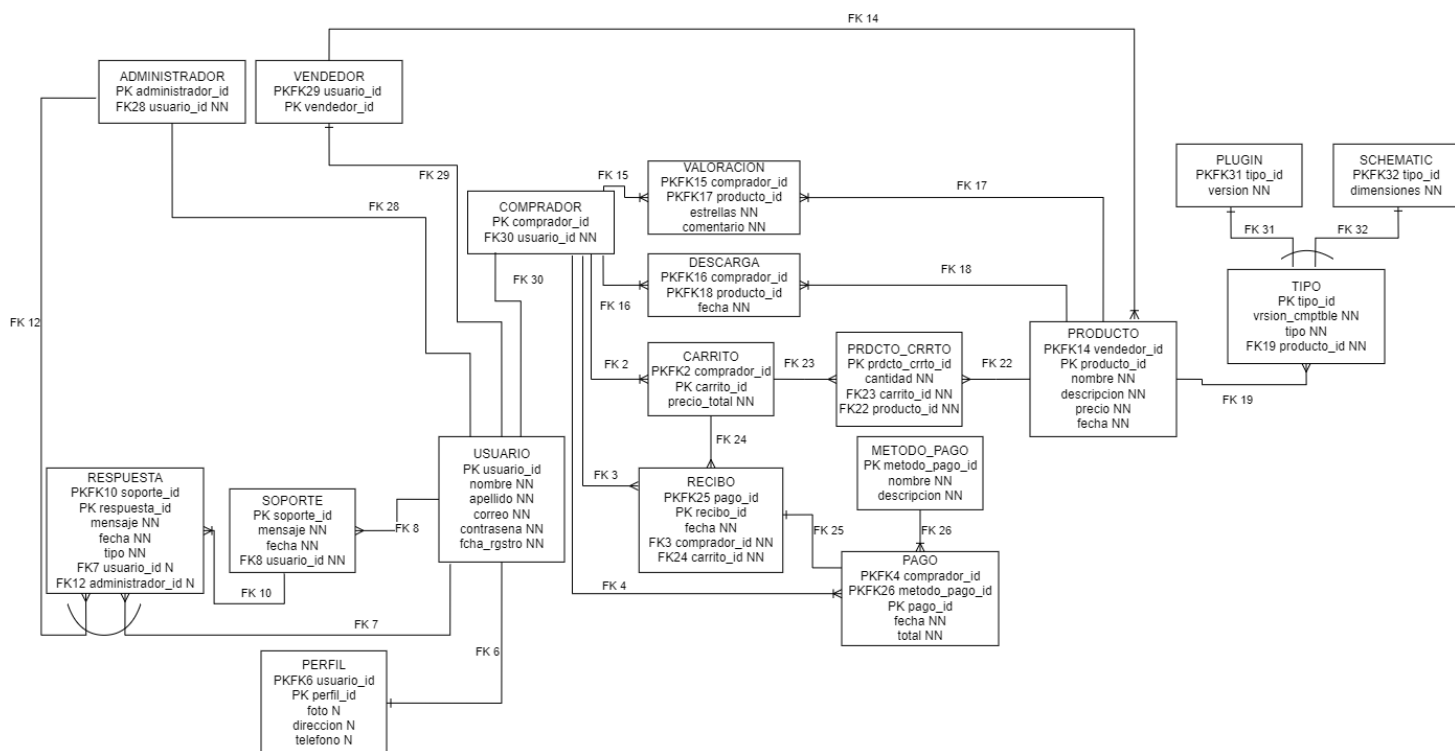 FK 14
ADMINISTRADOR
PK administrador_id
FK28 usuario_id NN
VENDEDOR
PKFK29 usuario_id
PK vendedor_id
FK 29
FK 28
FK 12
COMPRADOR
PK comprador_id
FK30 usuario_id NN
FK 15
VALORACION
PKFK15 comprador_id
PKFK17 producto_id
estrellas NN
comentario NN
FK 17
PLUGIN
PKFK31 tipo_id
version NN
SCHEMATIC
PKFK32 tipo_id
dimensiones NN
FK 31
FK 32
FK 30
FK 16
DESCARGA
PKFK16 comprador_id
PKFK18 producto_id
fecha NN
FK 18
TIPO
PK tipo_id
vrsion_cmptble NN
tipo NN
FK19 producto_id NN
FK 2
CARRITO
PKFK2 comprador_id
PK carrito_id
precio_total NN
FK 23
PRDCTO_CRRTO
PK prdcto_crrto_id
cantidad NN
FK23 carrito_id NN
FK22 producto_id NN
FK 22
PRODUCTO
PKFK14 vendedor_id
PK producto_id
nombre NN
descripcion NN
precio NN
fecha NN
FK 19
FK 24
USUARIO
PK usuario_id
nombre NN
apellido NN
correo NN
contrasena NN
fcha_rgstro NN
METODO_PAGO
PK metodo_pago_id
nombre NN
descripcion NN
RESPUESTA
PKFK10 soporte_id
PK respuesta_id
mensaje NN
fecha NN
tipo NN
FK7 usuario_id N
FK12 administrador_id N
SOPORTE
PK soporte_id
mensaje NN
fecha NN
FK8 usuario_id NN
FK 8
FK 3
RECIBO
PKFK25 pago_id
PK recibo_id
fecha NN
FK3 comprador_id NN
FK24 carrito_id NN
FK 25
FK 26
FK 10
FK 4
PAGO
PKFK4 comprador_id
PKFK26 metodo_pago_id
PK pago_id
fecha NN
total NN
FK 7
FK 6
PERFIL
PKFK6 usuario_id
PK perfil_id
foto N
direccion N
telefono N